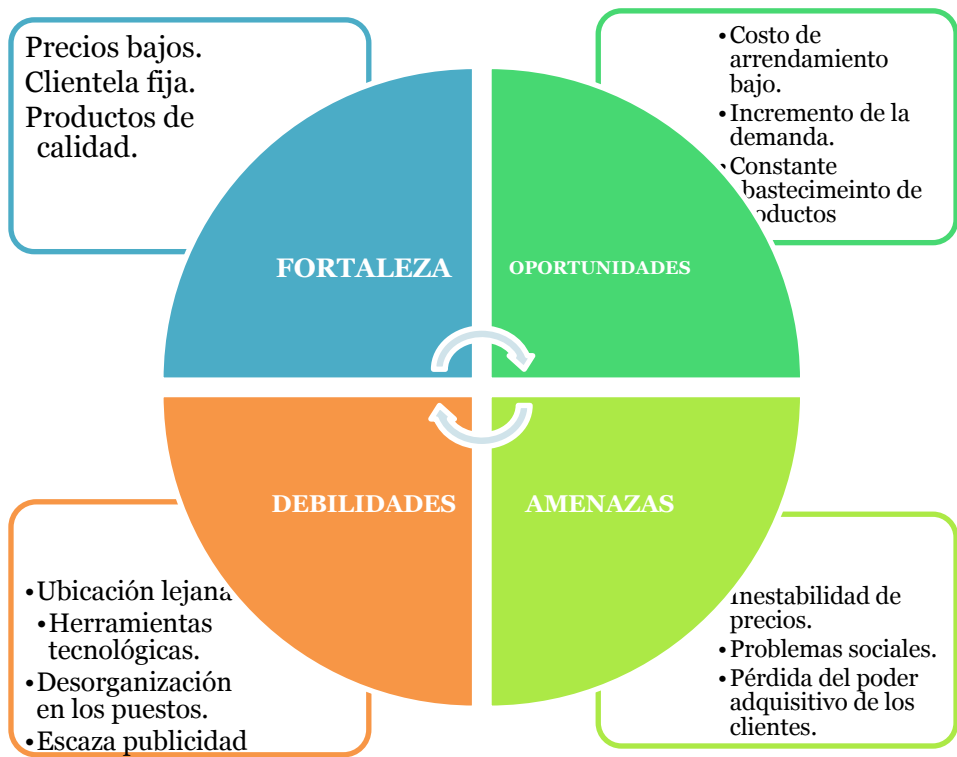 Precios bajos.
Clientela fija.
Productos de
calidad.
•Costo de
arrendamiento
bajo.
•Incremento de la
demanda.
•Constante
bastecimeinto de
oductos
FORTALEZA
OPORTUNIDADES
DEBILIDADES
AMENAZAS
•Ubicación lejana
•Herramientas
tecnológicas.
•Desorganización
en los puestos.
•Escaza publicidad
Inestabilidad de
precios.
•Problemas sociales.
•Pérdida del poder
adquisitivo de los
clientes.